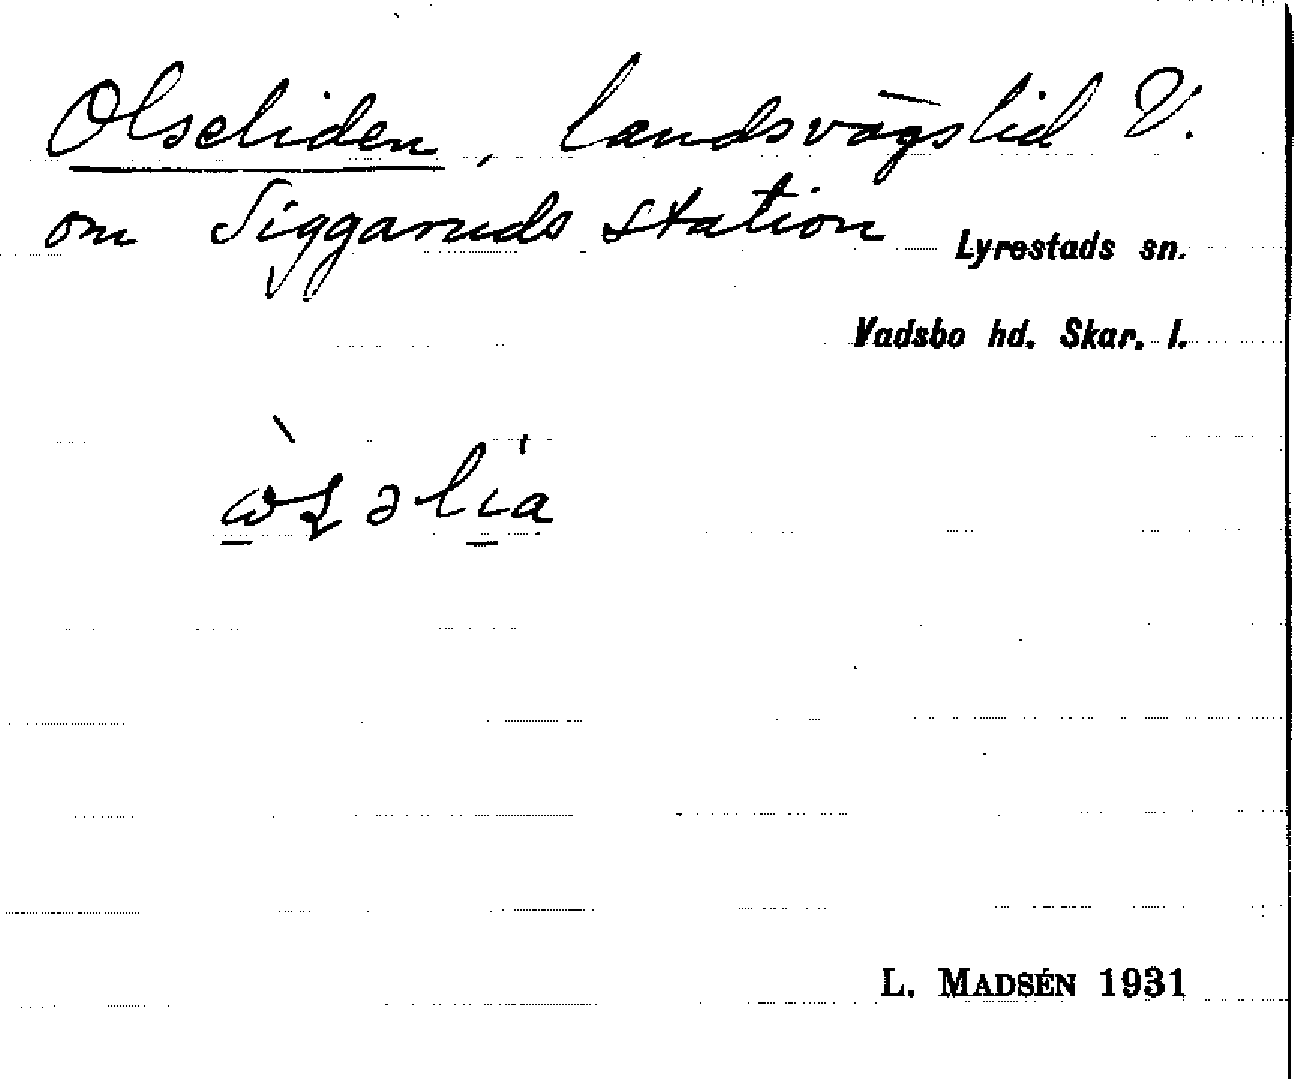 Olseliden, landsvägslid V.
om Siggaruds station
Lyrestads sn.
Vadsbo hd. Skar. l.
L. MADSÉN 1931